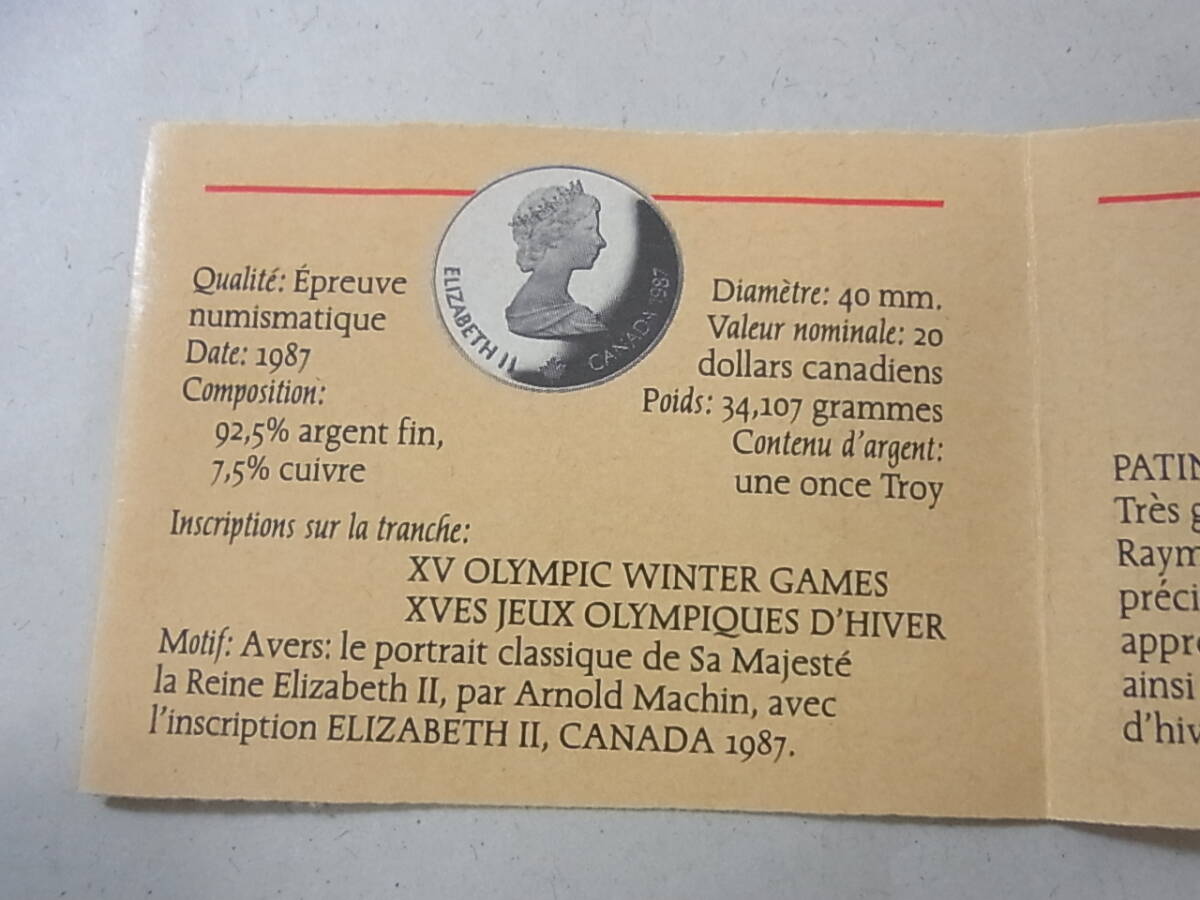 ELIZABETH II
CANADA 1987
Qualité: Épreuve
numismatique
Date: 1987
Composition:
92,5% argent fin,
7,5% cuivre
Diamètre: 40 mm.
Valeur nominale: 20
dollars canadiens
Poids: 34,107 grammes
Contenu d'argent:
une once Troy
Inscriptions sur la tranche:
XV OLYMPIC WINTER GAMES
XVES JEUX OLYMPIQUES D'HIVER
Motif: Avers: le portrait classique de Sa Majesté
la Reine Elizabeth II, par Arnold Machin, avec
l'inscription ELIZABETH II, CANADA 1987.
Très
ainsi